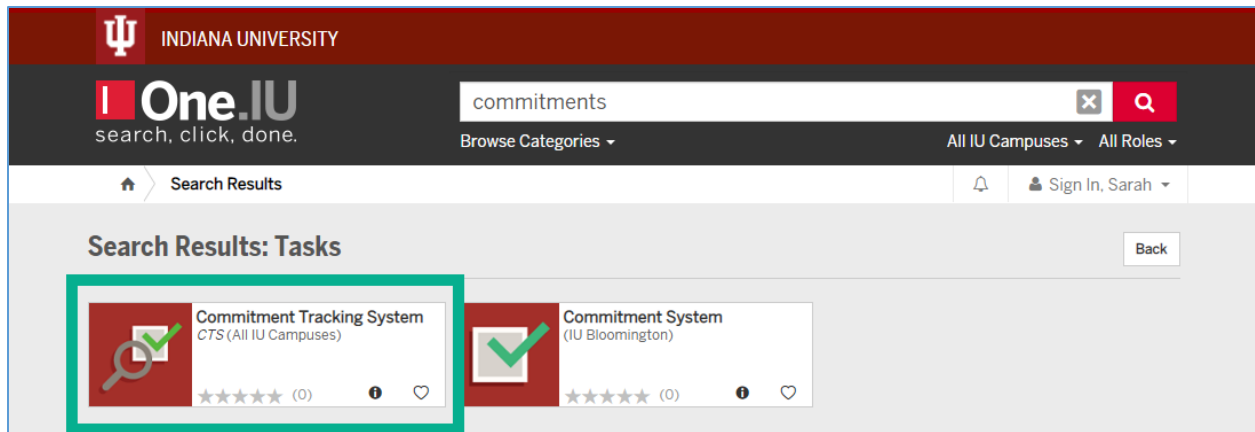 INDIANA UNIVERSITY
One.IU
search, click, done.
commitments
Browse Categories
All IU Campuses
All Roles
Search Results
Sign In, Sarah
Search Results: Tasks
Back
Commitment Tracking System
CTS (All IU Campuses)
(0)
Commitment System
(IU Bloomington)
(0)